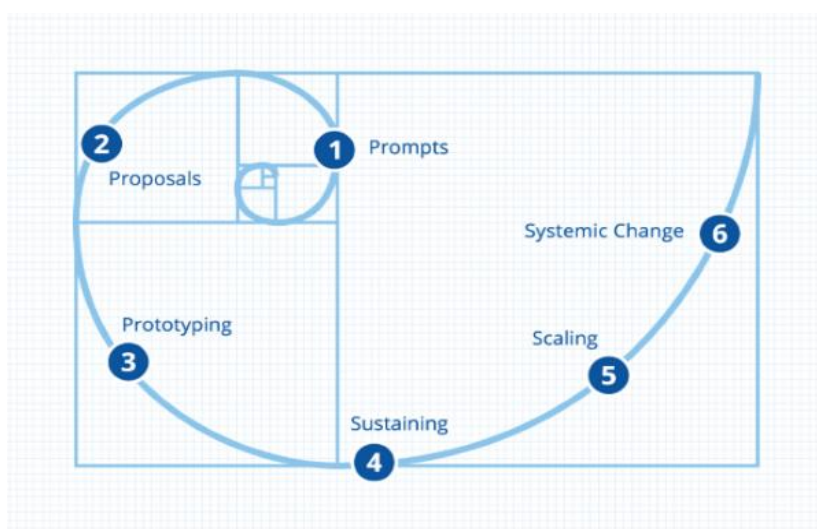 1 Prompts
2
Proposals
Prototyping
3
Sustaining
4
Scaling
5
Systemic Change 6